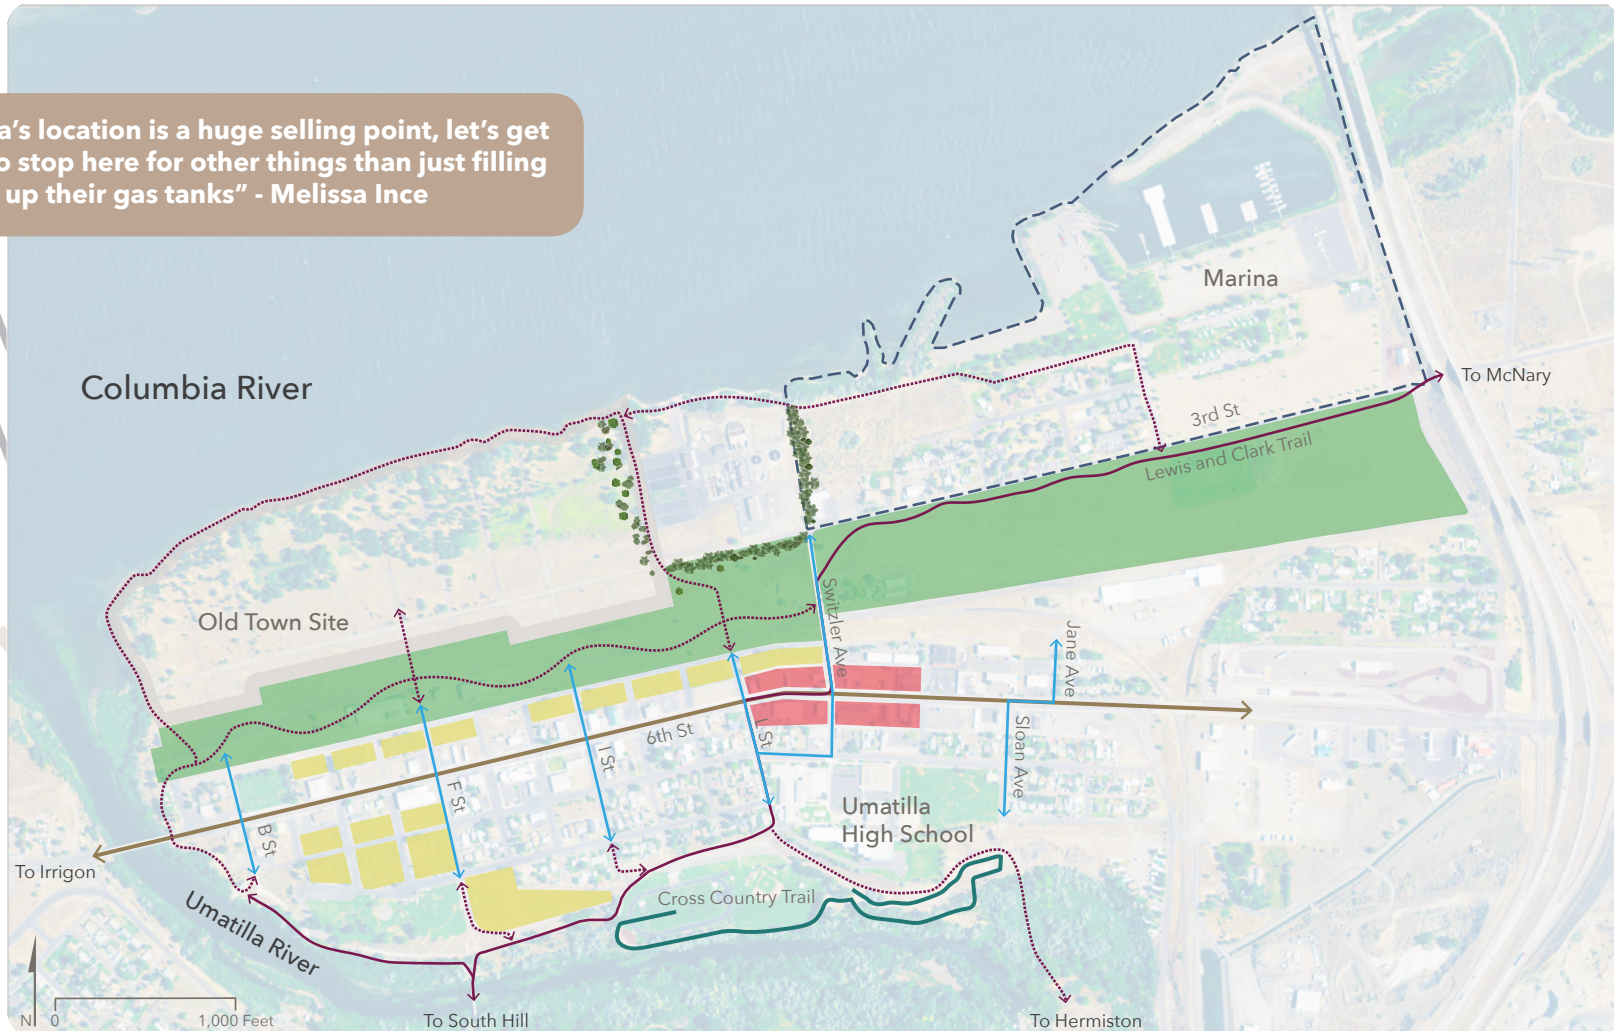 a’s location is a huge selling point, let’s get
o stop here for other things than just filling
up their gas tanks” - Melissa Ince
Marina
Columbia River
To McNary
3rd St
Lewis and Clark Trail
Old Town Site
Switzler Ave
Jane Ave
6th St
L St
I St
Sloan Ave
F St
Umatilla
High School
B St
To Irrigon
Cross Country Trail
Umatilla River
N
0
1,000 Feet
To South Hill
To Hermiston